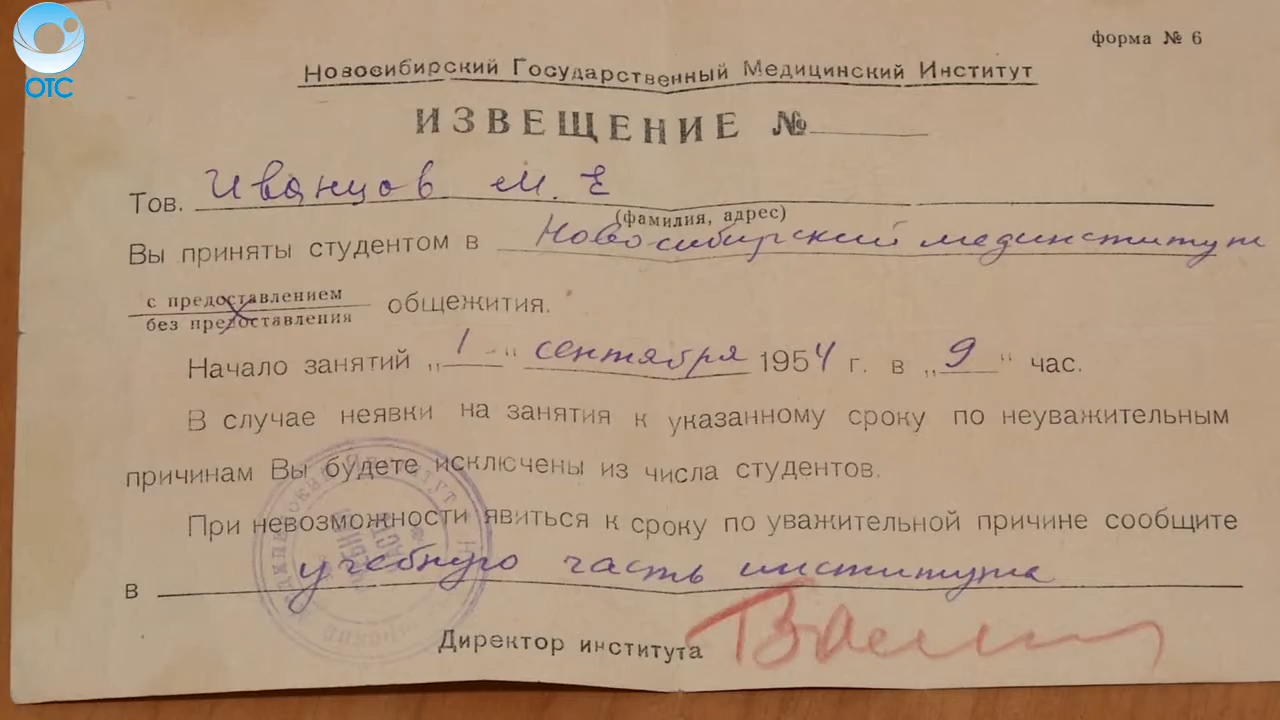 ОТС
форма № 6
Новосибирский Государственный Медицинский Институт
ИЗВЕЩЕНИЕ №
Тов. Иванцов М. Е
(фамилия, адрес)
Вы приняты студентом в Новосибирский мединститут
с предоставлением
без предоставления
общежития.
Начало занятий „1" сентября 1954 г. в „9" час.
В случае неявки на занятия к указанному сроку по неуважительным
причинам Вы будете исключены из числа студентов.
При невозможности явиться к сроку по уважительной причине сообщите
в учебную часть института
Директор института